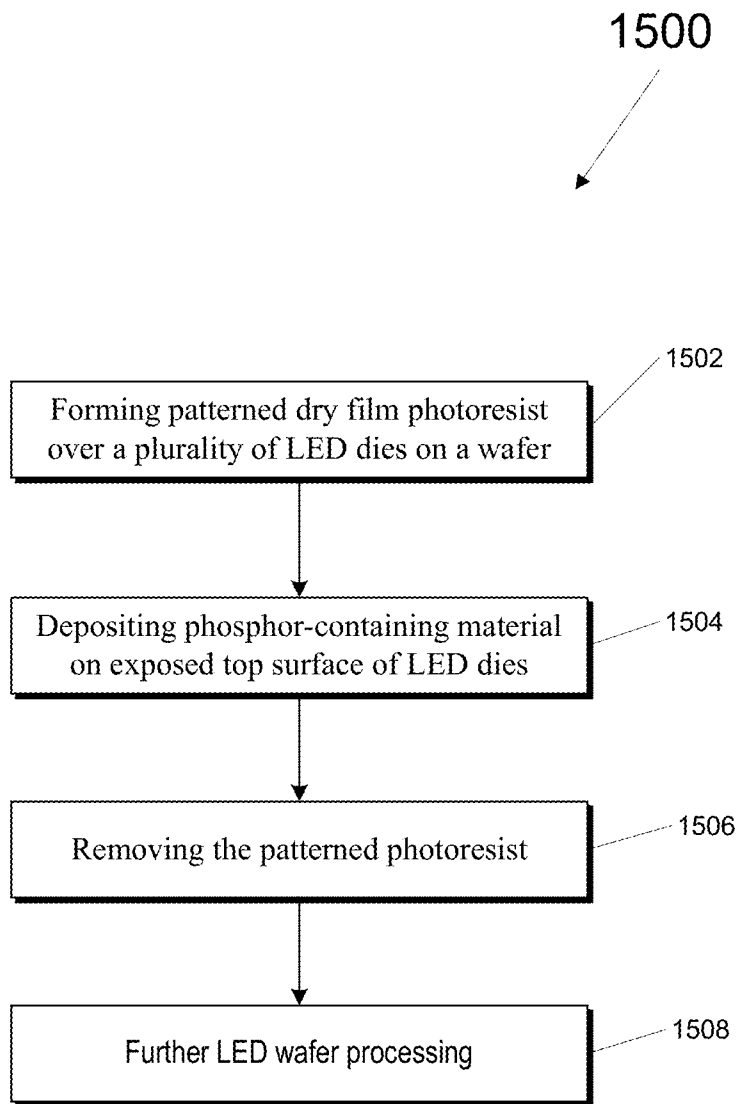 1500
1502
Forming patterned dry film photoresist
over a plurality of LED dies on a wafer
1504
Depositing phosphor-containing material
on exposed top surface of LED dies
1506
Removing the patterned photoresist
1508
Further LED wafer processing